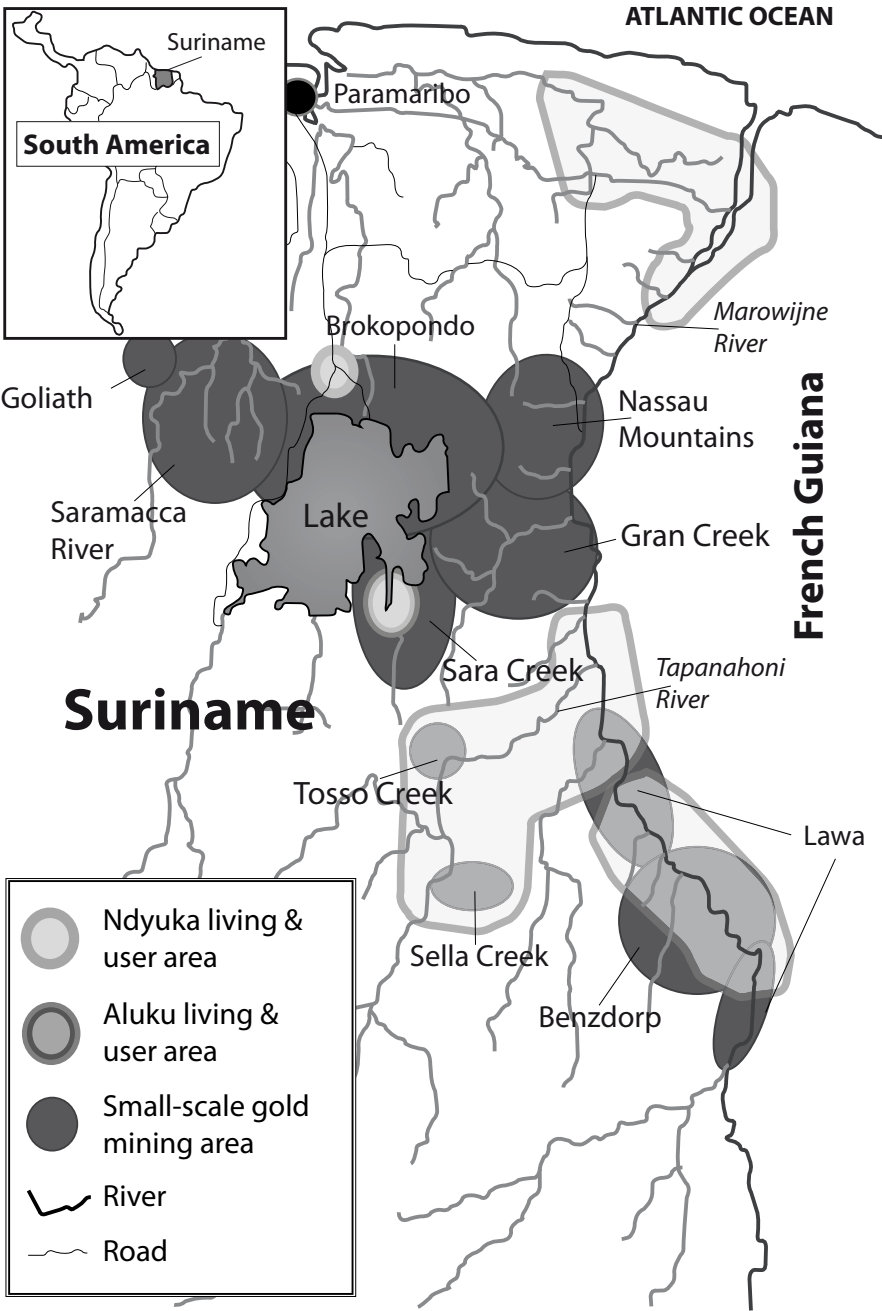 ATLANTIC OCEAN
Suriname
South America
Paramaribo
Marowijne
River
Brokopondo
Goliath
Nassau
Mountains
French Guiana
Saramacca
River
Lake
Gran Creek
Sara Creek
Tapanahoni
River
Suriname
Tosso Creek
Lawa
Sella Creek
Benzdorp
Ndyuka living &
user area
Aluku living &
user area
Small-scale gold
mining area
River
Road